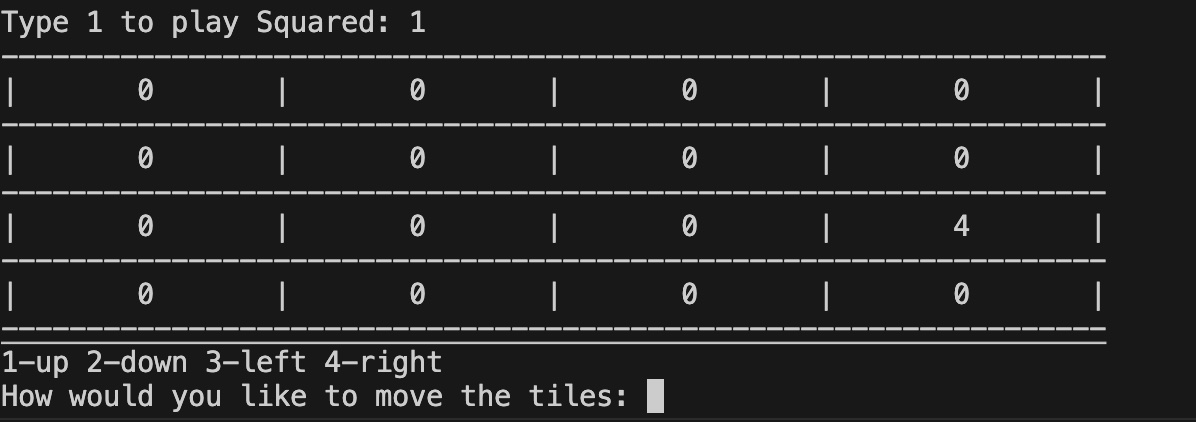 Type 1 to play Squared: 1
-----------------------------------------------------------------
|       0       |       0       |       0       |       0       |
-----------------------------------------------------------------
|       0       |       0       |       0       |       0       |
-----------------------------------------------------------------
|       0       |       0       |       0       |       4       |
-----------------------------------------------------------------
|       0       |       0       |       0       |       0       |
-----------------------------------------------------------------
1-up 2-down 3-left 4-right
How would you like to move the tiles: